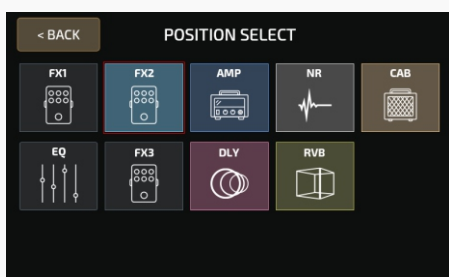 < BACK
POSITION SELECT
FX1
FX2
AMP
NR
CAB
EQ
FX3
DLY
RVB